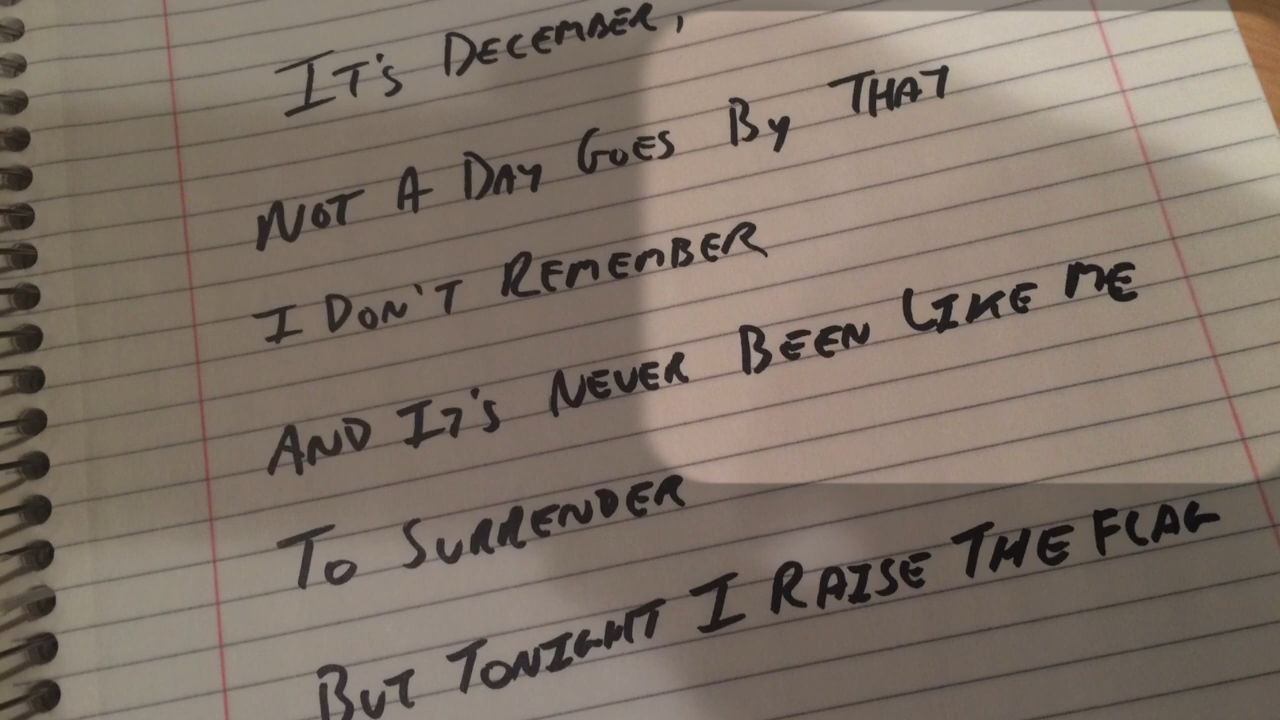 IT'S DECEMBER,
NOT A DAY GOES BY THAT
I DON'T REMEMBER
AND IT'S NEVER BEEN LIKE ME
TO SURRENDER
BUT TONIGHT I RAISE THE FLAG